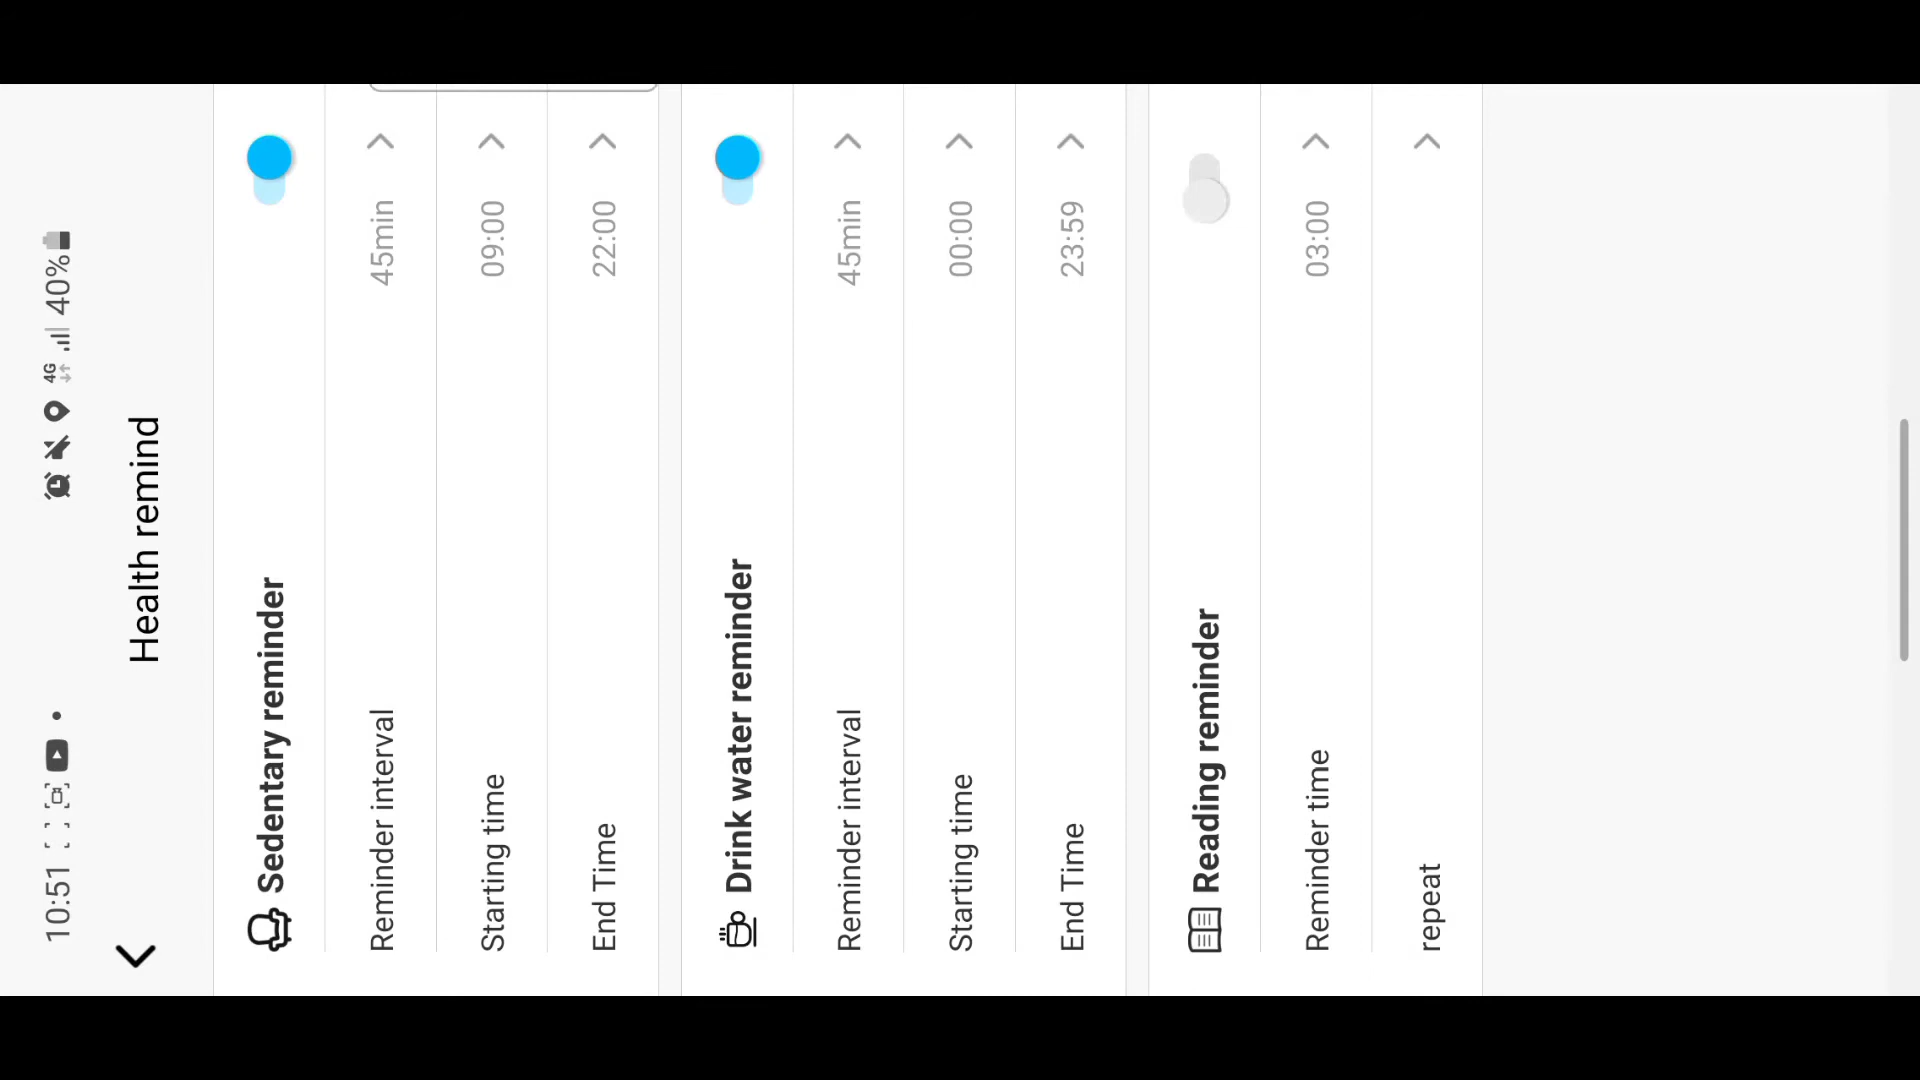 10:51
4G 40%
Health remind
Sedentary reminder
Reminder interval 45min
Starting time 09:00
End Time 22:00
Drink water reminder
Reminder interval 45min
Starting time 00:00
End Time 23:59
Reading reminder
Reminder time 03:00
repeat